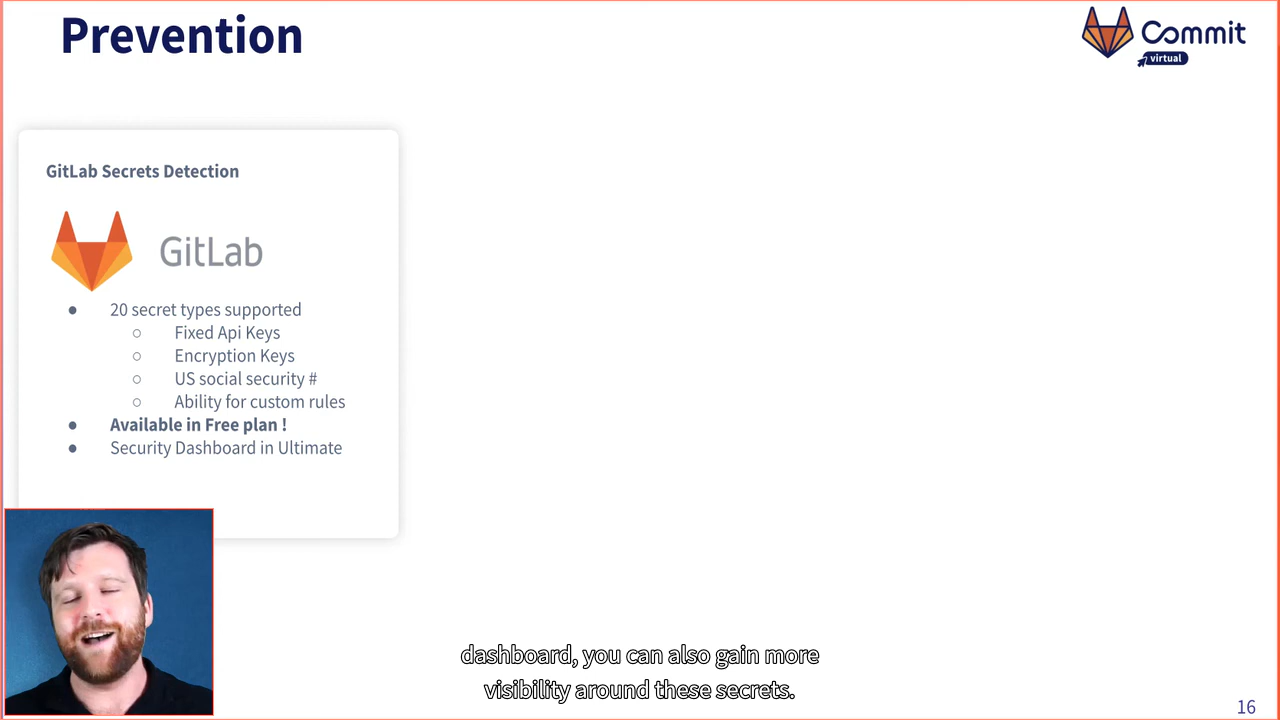 Prevention
Commit
virtual
GitLab Secrets Detection
GitLab
● 20 secret types supported
○ Fixed Api Keys
○ Encryption Keys
○ US social security #
○ Ability for custom rules
● Available in Free plan !
● Security Dashboard in Ultimate
dashboard, you can also gain more
visibility around these secrets.
16